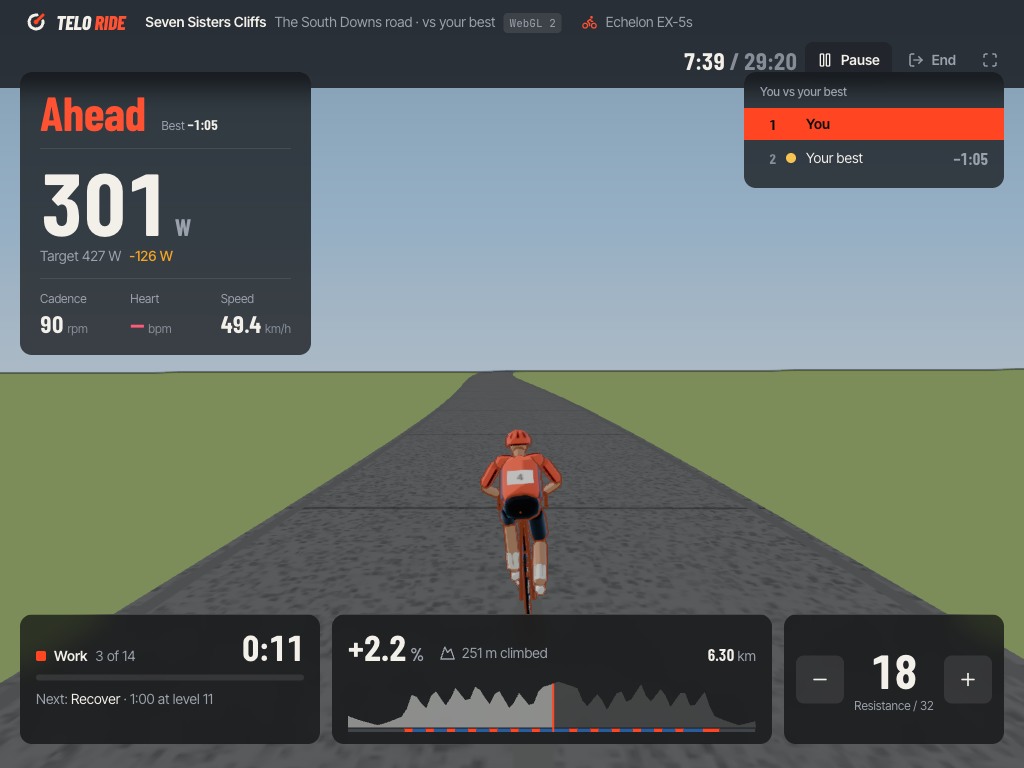 TELO RIDE Seven Sisters Cliffs The South Downs road · vs your best WebGL 2 Echelon EX-5s
7:39 / 29:20 Pause End
Ahead Best −1:05
301 W
Target 427 W -126 W
Cadence Heart Speed
90 rpm — bpm 49.4 km/h
You vs your best
1 You
2 Your best −1:05
4
Work 3 of 14 0:11
Next: Recover · 1:00 at level 11
+2.2 % 251 m climbed 6.30 km
− 18 +
Resistance / 32